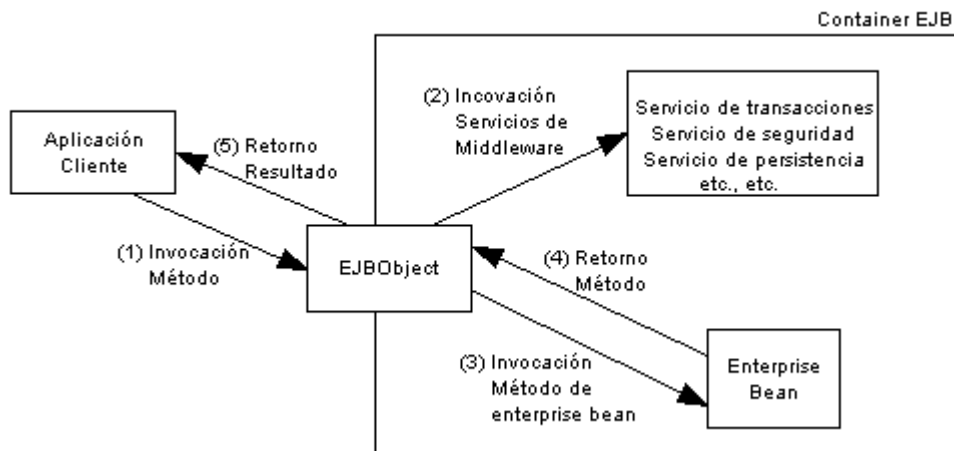 Container EJB
(2) Incovación
Servicios de
Middleware
Servicio de transacciones
Servicio de seguridad
Servicio de persistencia
etc., etc.
Aplicación
Cliente
(5) Retorno
Resultado
(1) Invocación
Método
EJBObject
(4) Retorno
Método
(3) Invocación
Método de
enterprise bean
Enterprise
Bean